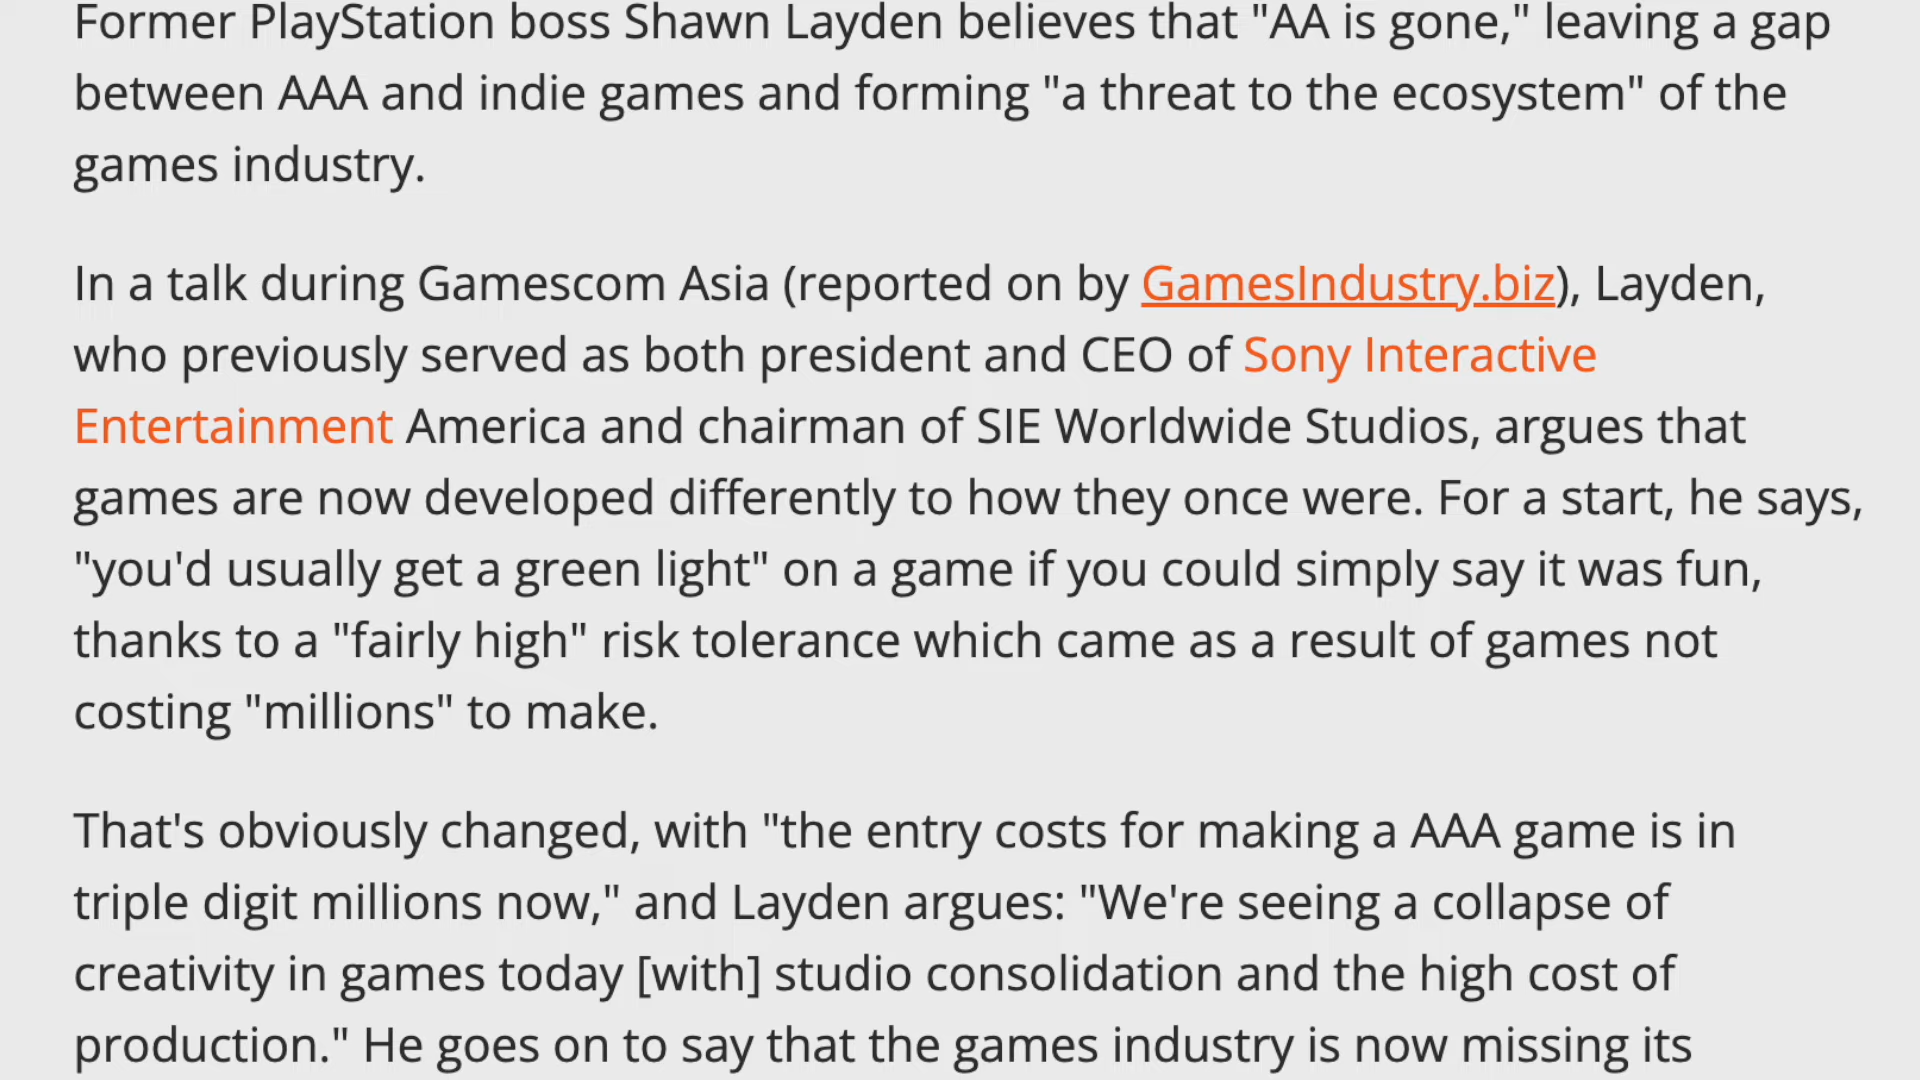 Former PlayStation boss Shawn Layden believes that "AA is gone," leaving a gap
between AAA and indie games and forming "a threat to the ecosystem" of the
games industry.
In a talk during Gamescom Asia (reported on by GamesIndustry.biz), Layden,
who previously served as both president and CEO of Sony Interactive
Entertainment America and chairman of SIE Worldwide Studios, argues that
games are now developed differently to how they once were. For a start, he says,
"you'd usually get a green light" on a game if you could simply say it was fun,
thanks to a "fairly high" risk tolerance which came as a result of games not
costing "millions" to make.
That's obviously changed, with "the entry costs for making a AAA game is in
triple digit millions now," and Layden argues: "We're seeing a collapse of
creativity in games today [with] studio consolidation and the high cost of
production." He goes on to say that the games industry is now missing its